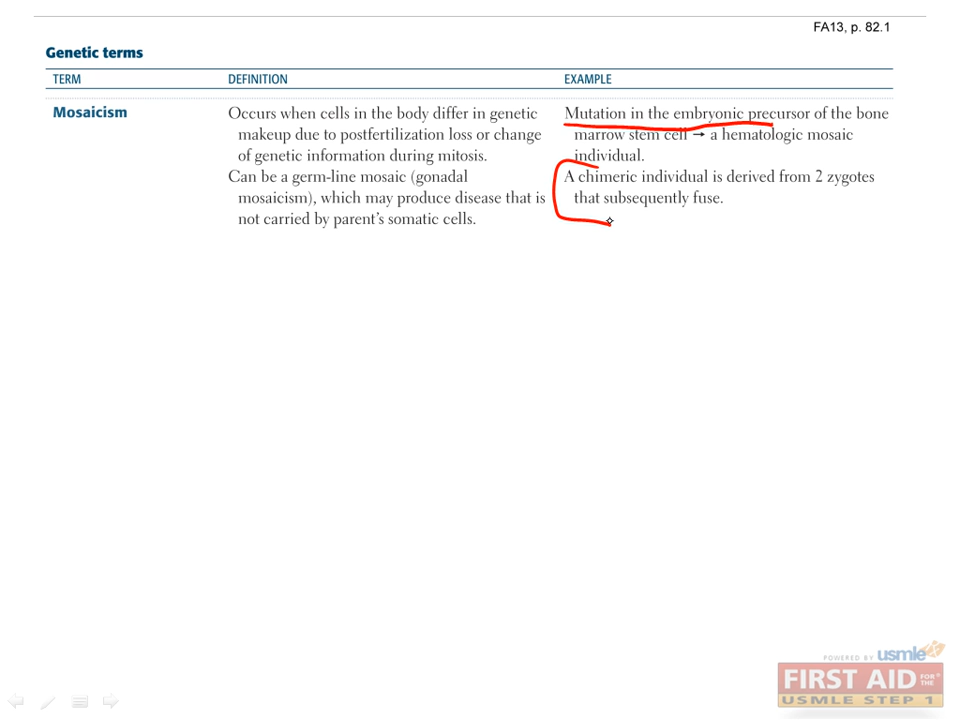 FA13, p. 82.1
Genetic terms
TERM DEFINITION EXAMPLE
Mosaicism
Occurs when cells in the body differ in genetic
makeup due to postfertilization loss or change
of genetic information during mitosis.
Can be a germ-line mosaic (gonadal
mosaicism), which may produce disease that is
not carried by parent's somatic cells.
Mutation in the embryonic precursor of the bone
marrow stem cell → a hematologic mosaic
individual.
A chimeric individual is derived from 2 zygotes
that subsequently fuse.
POWERED BY usmle
FIRST AID FOR THE®
USMLE STEP 1